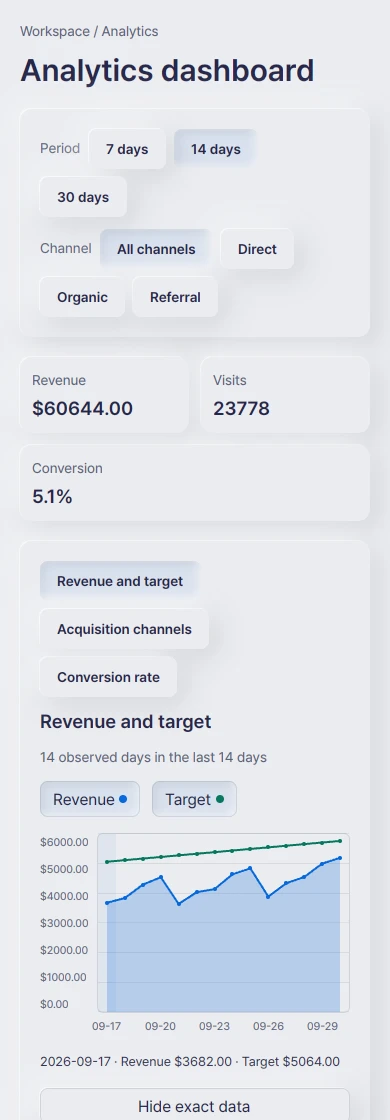 Workspace / Analytics
Analytics dashboard
Period 7 days 14 days
30 days
Channel All channels Direct
Organic Referral
Revenue Visits
$60644.00 23778
Conversion
5.1%
Revenue and target
Acquisition channels
Conversion rate
Revenue and target
14 observed days in the last 14 days
Revenue Target
$6000.00
$5000.00
$4000.00
$3000.00
$2000.00
$1000.00
$0.00
09-17 09-20 09-23 09-26 09-29
2026-09-17 · Revenue $3682.00 · Target $5064.00
Hide exact data